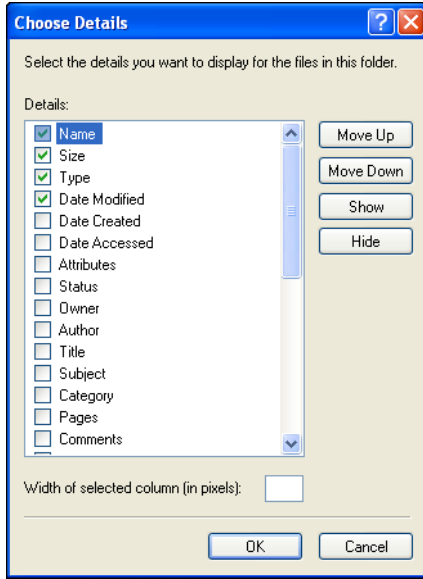 Choose Details
Select the details you want to display for the files in this folder.
Details:
Name
Size
Type
Date Modified
Date Created
Date Accessed
Attributes
Status
Owner
Author
Title
Subject
Category
Pages
Comments
Move Up
Move Down
Show
Hide
Width of selected column (in pixels):
OK
Cancel